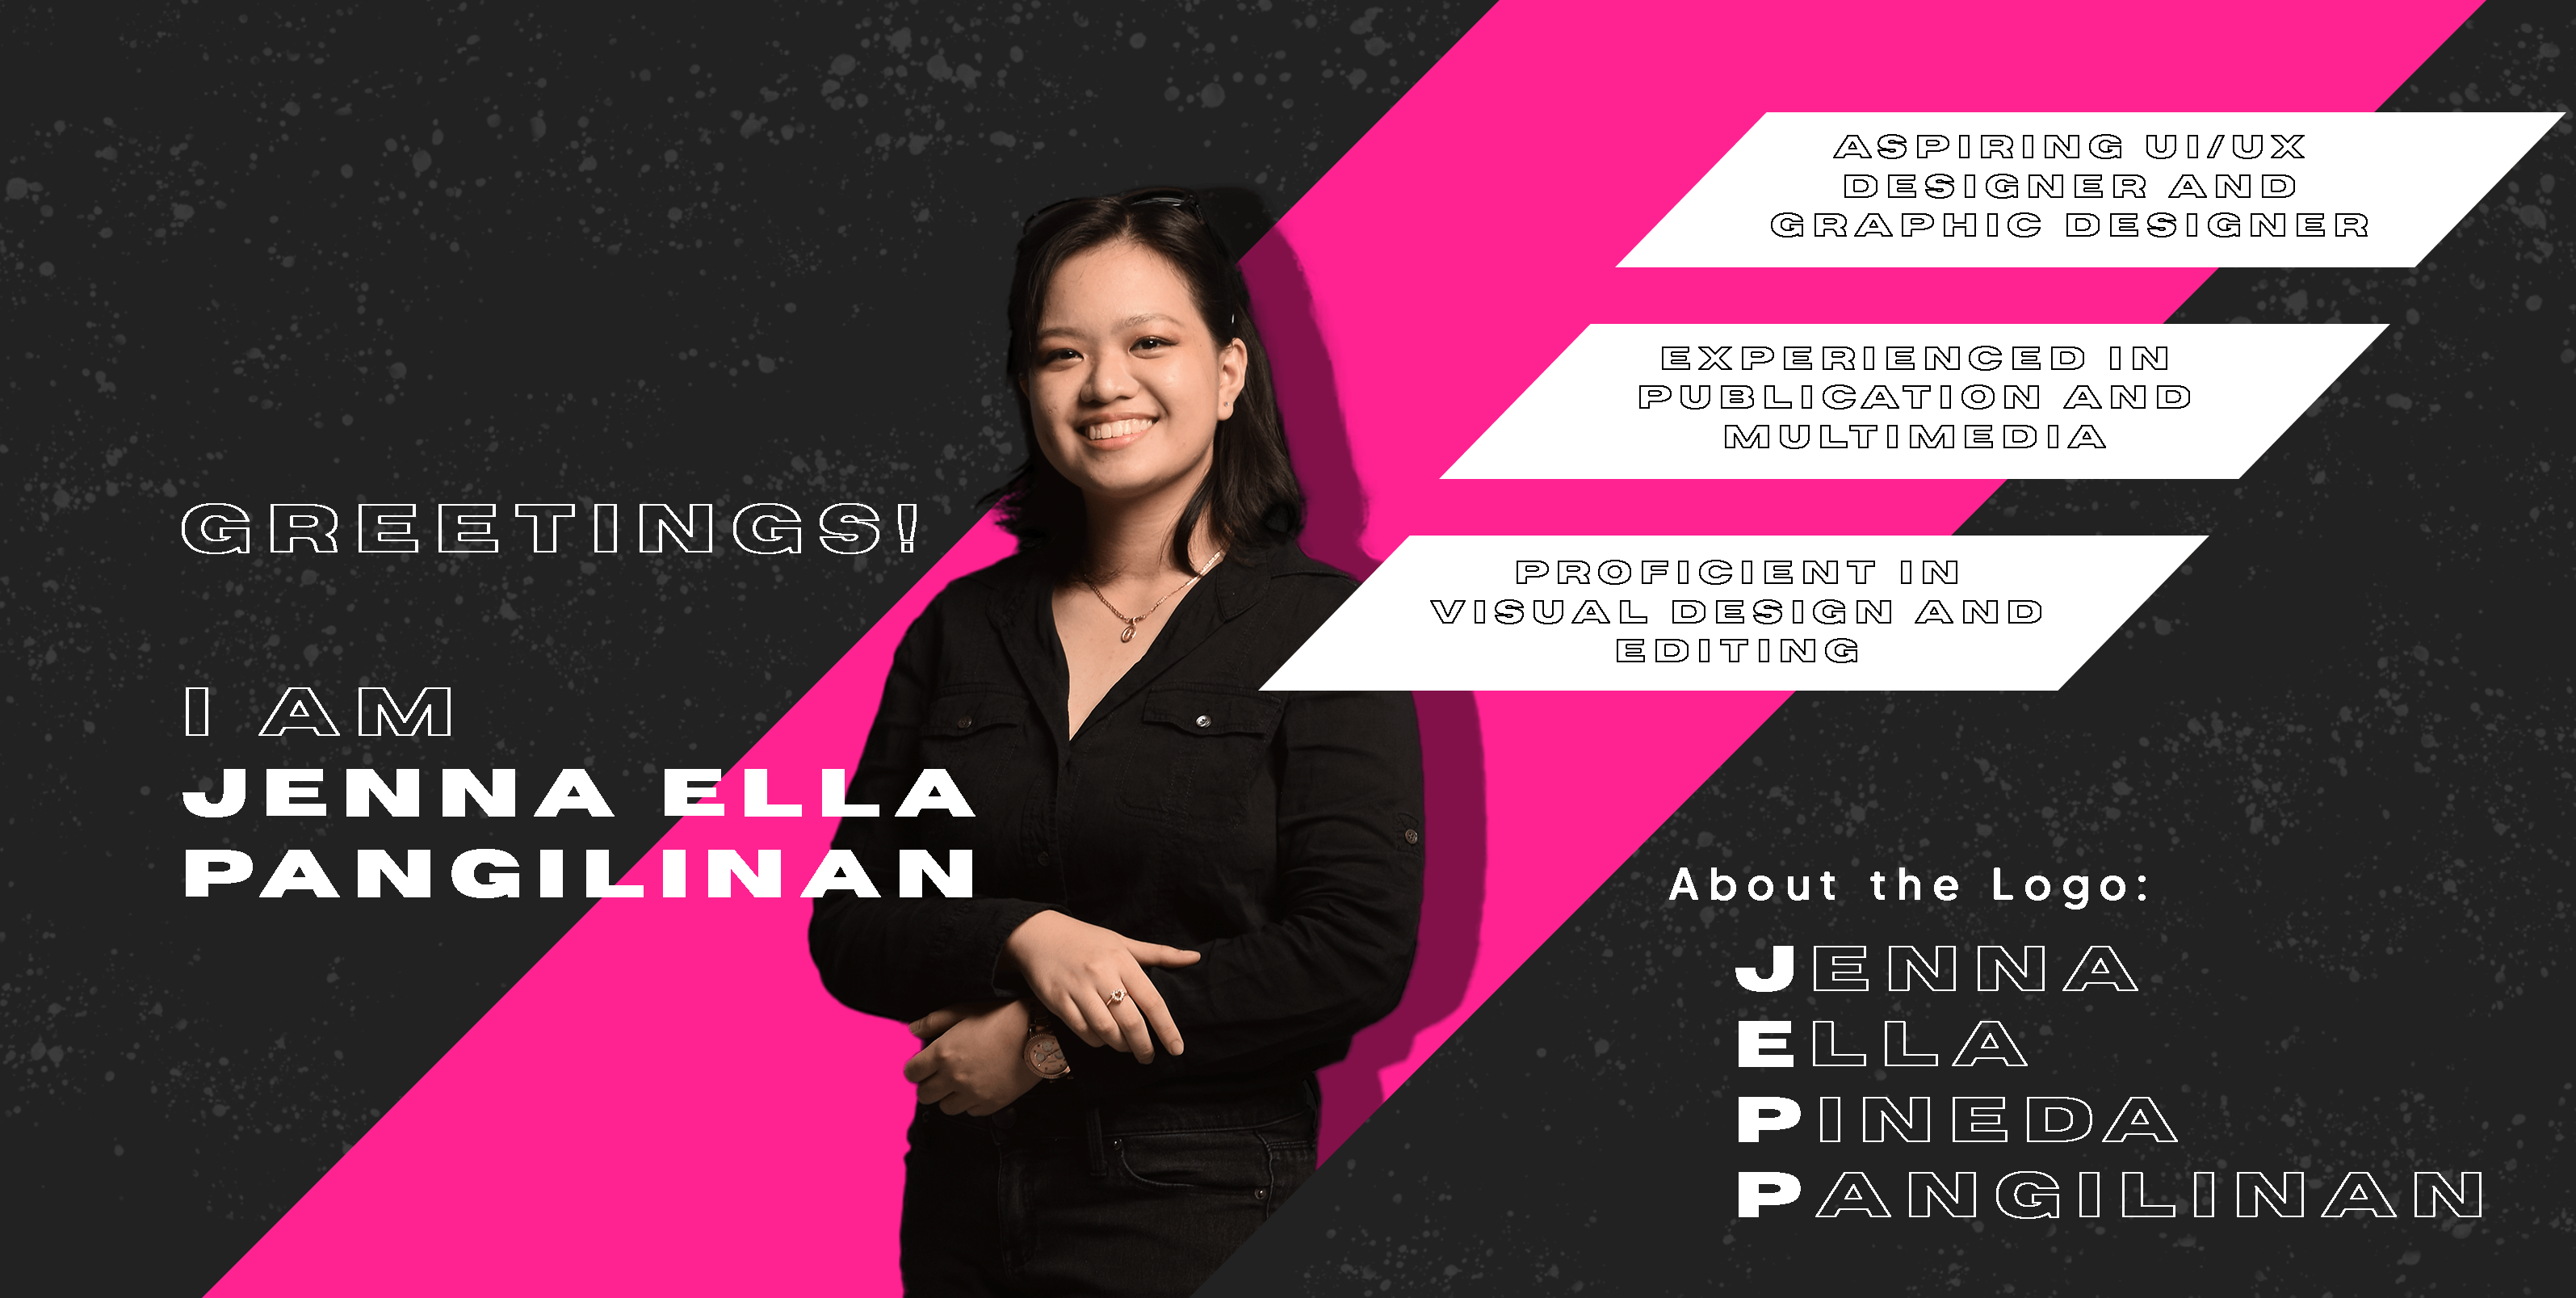 GREETINGS!
I AM
JENNA ELLA
PANGILINAN
ASPIRING UI/UX
DESIGNER AND
GRAPHIC DESIGNER
EXPERIENCED IN
PUBLICATION AND
MULTIMEDIA
PROFICIENT IN
VISUAL DESIGN AND
EDITING
About the Logo:
JENNA
ELLA
PINEDA
PANGILINAN